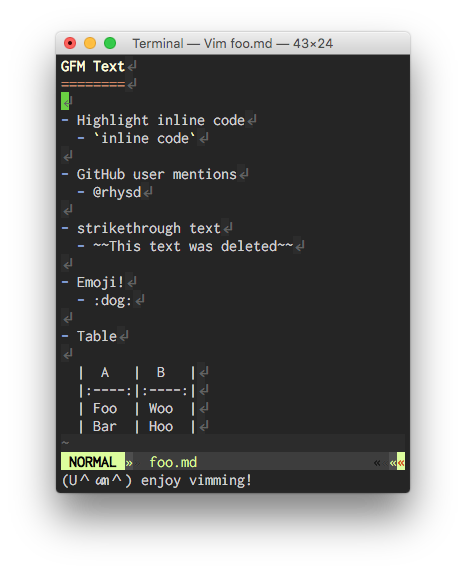 Terminal — Vim foo.md — 43×24
GFM Text↲
========↲
↲
- Highlight inline code↲
  - `inline code`↲
↲
- GitHub user mentions↲
  - @rhysd↲
↲
- strikethrough text↲
  - ~~This text was deleted~~↲
↲
- Emoji!↲
  - :dog:↲
↲
- Table↲
↲
  |  A   |  B   |↲
  |:----:|:----:|↲
  | Foo  | Woo  |↲
  | Bar  | Hoo  |↲
~
NORMAL »  foo.md « ««
(U^ω^) enjoy vimming!